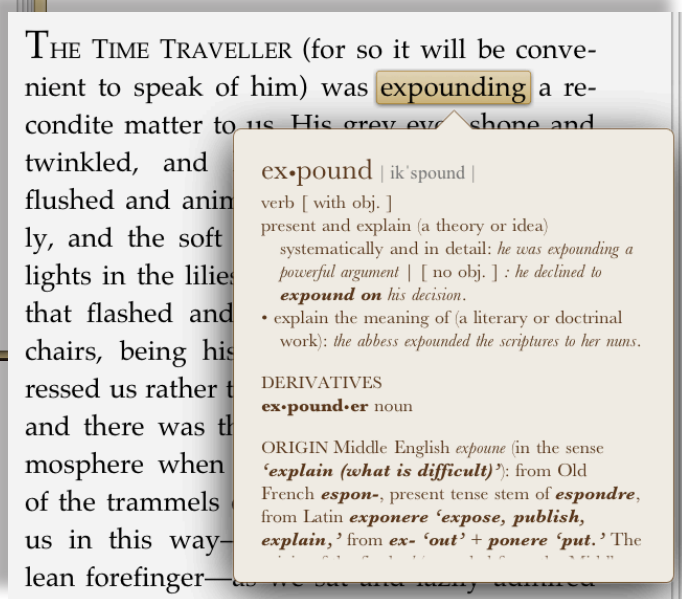 THE TIME TRAVELLER (for so it will be conve-
nient to speak of him) was expounding a re-
condite matter to us. His grey eyes shone and
twinkled, and
flushed and anim
ly, and the soft
lights in the lilies
that flashed and
chairs, being his
ressed us rather t
and there was th
mosphere when
of the trammels
us in this way—
lean forefinger—as we sat and lazily admired
ex•pound | ikˈspound |
verb [ with obj. ]
present and explain (a theory or idea)
systematically and in detail: he was expounding a
powerful argument | [ no obj. ] : he declined to
expound on his decision.
• explain the meaning of (a literary or doctrinal
work): the abbess expounded the scriptures to her nuns.
DERIVATIVES
ex•pound•er noun
ORIGIN Middle English expoune (in the sense
‘explain (what is difficult)’): from Old
French espon-, present tense stem of espondre,
from Latin exponere ‘expose, publish,
explain,’ from ex- ‘out’ + ponere ‘put.’ The